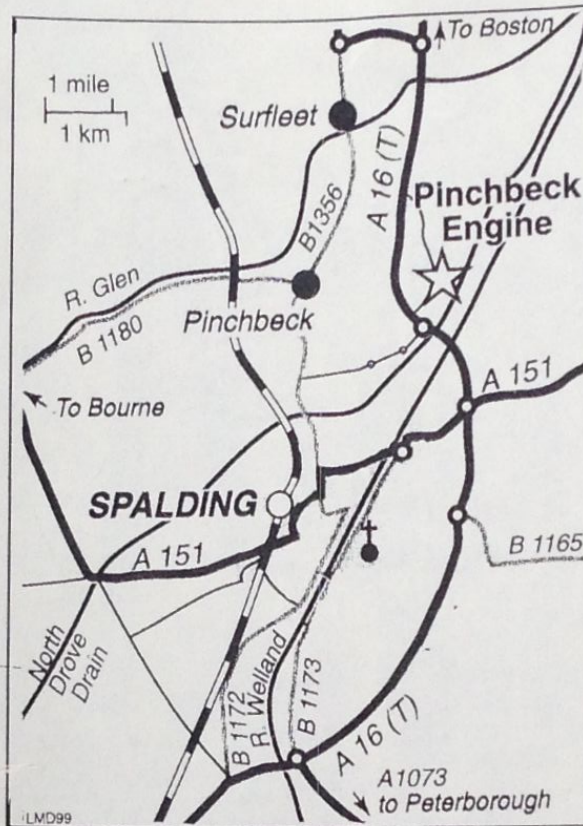 To Boston
1 mile
1 km
Surfleet
A 16 (T)
B1356
Pinchbeck
Engine
R. Glen
B 1180
Pinchbeck
To Bourne
A 151
SPALDING
A 151
B 1165
North
Drove
Drain
B 1172
R. Welland
B 1173
A 16 (T)
A1073
to Peterborough
LMD99